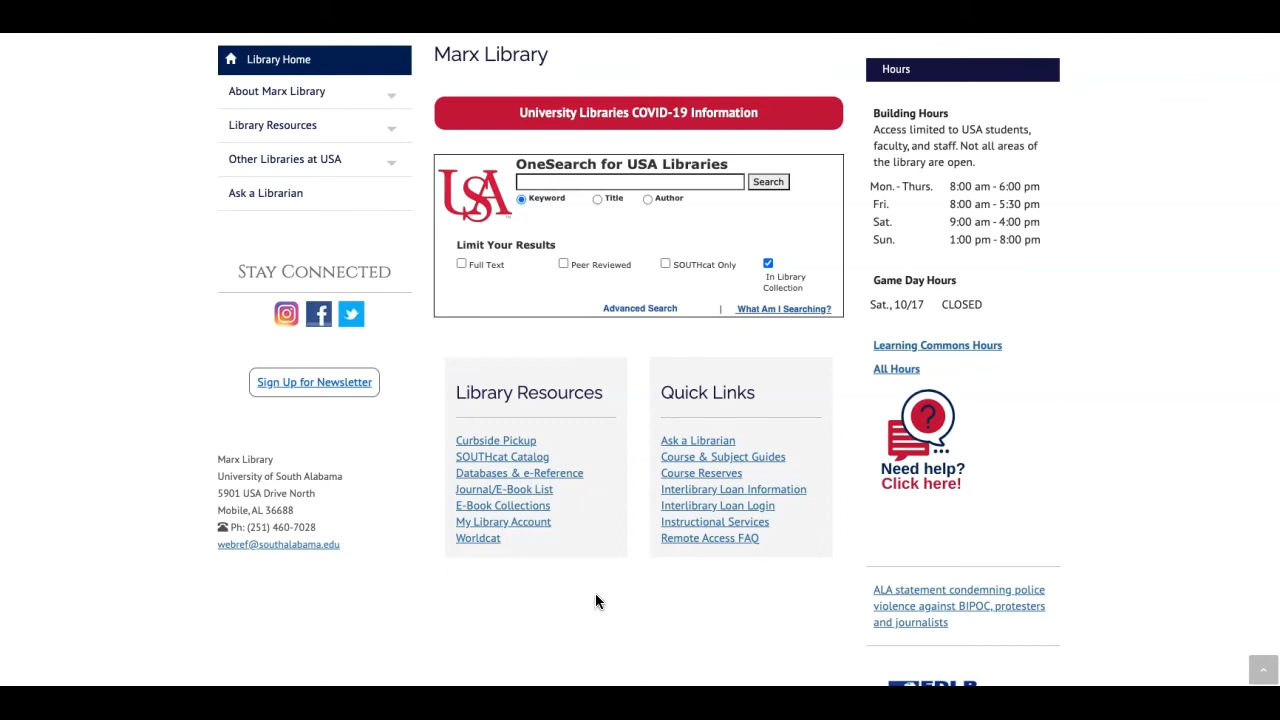 Library Home
About Marx Library
Library Resources
Other Libraries at USA
Ask a Librarian
STAY CONNECTED
Sign Up for Newsletter
Marx Library
University of South Alabama
5901 USA Drive North
Mobile, AL 36688
Ph: (251) 460-7028
webref@southalabama.edu
Marx Library
University Libraries COVID-19 Information
USA
OneSearch for USA Libraries
Search
Keyword Title Author
Limit Your Results
Full Text Peer Reviewed SOUTHcat Only In Library
Collection
Advanced Search | What Am I Searching?
Library Resources
Curbside Pickup
SOUTHcat Catalog
Databases & e-Reference
Journal/E-Book List
E-Book Collections
My Library Account
Worldcat
Quick Links
Ask a Librarian
Course & Subject Guides
Course Reserves
Interlibrary Loan Information
Interlibrary Loan Login
Instructional Services
Remote Access FAQ
Hours
Building Hours
Access limited to USA students,
faculty, and staff. Not all areas of
the library are open.
Mon. - Thurs. 8:00 am - 6:00 pm
Fri. 8:00 am - 5:30 pm
Sat. 9:00 am - 4:00 pm
Sun. 1:00 pm - 8:00 pm
Game Day Hours
Sat., 10/17 CLOSED
Learning Commons Hours
All Hours
?
Need help?
Click here!
ALA statement condemning police
violence against BIPOC, protesters
and journalists